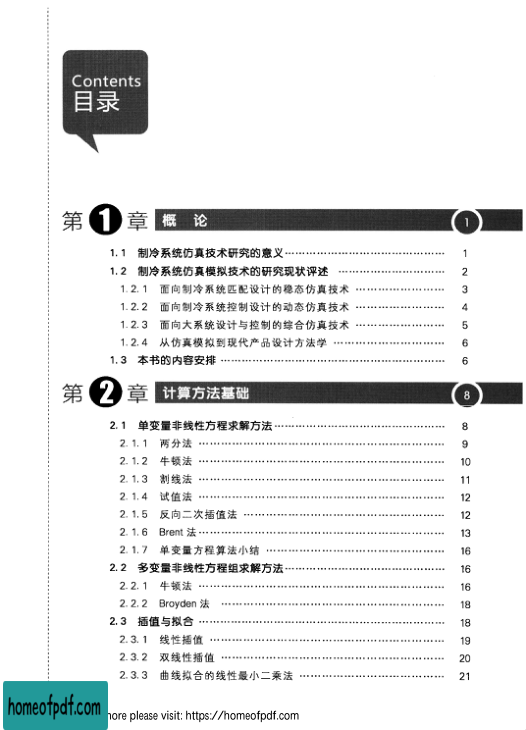 Contents
目录
第1章 概 论 1
1.1 制冷系统仿真技术研究的意义 1
1.2 制冷系统仿真模拟技术的研究现状评述 2
1.2.1 面向制冷系统匹配设计的稳态仿真技术 3
1.2.2 面向制冷系统控制设计的动态仿真技术 4
1.2.3 面向大系统设计与控制的综合仿真技术 5
1.2.4 从仿真模拟到现代产品设计方法学 6
1.3 本书的内容安排 6
第2章 计算方法基础 8
2.1 单变量非线性方程求解方法 8
2.1.1 两分法 9
2.1.2 牛顿法 10
2.1.3 割线法 11
2.1.4 试值法 12
2.1.5 反向二次插值法 12
2.1.6 Brent法 13
2.1.7 单变量方程算法小结 16
2.2 多变量非线性方程组求解方法 16
2.2.1 牛顿法 16
2.2.2 Broyden法 18
2.3 插值与拟合 18
2.3.1 线性插值 19
2.3.2 双线性插值 20
2.3.3 曲线拟合的线性最小二乘法 21
homeofpdf.com
more please visit: https://homeofpdf.com